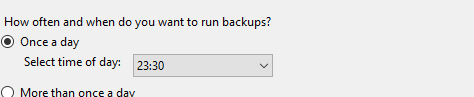 How often and when do you want to run backups?
Once a day
Select time of day: 23:30
More than once a day